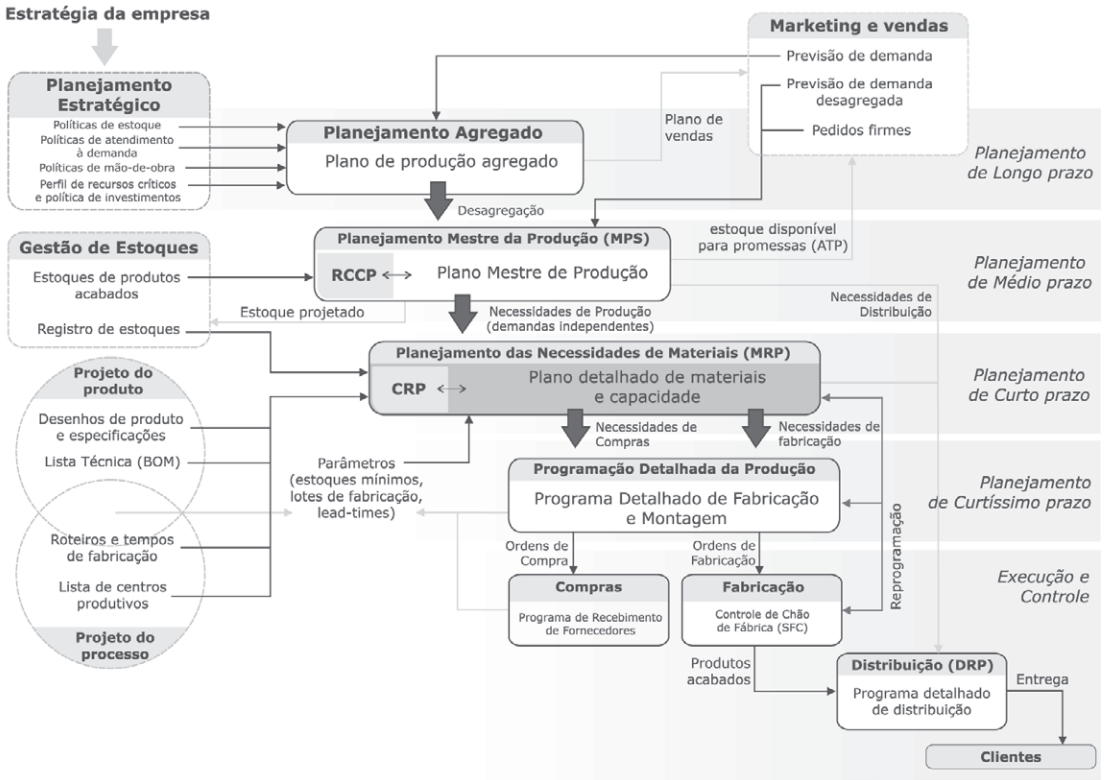 Estratégia da empresa
Planejamento
Estratégico
Políticas de estoque
Políticas de atendimento
à demanda
Políticas de mão-de-obra
Perfil de recursos críticos
e política de investimentos
Marketing e vendas
Previsão de demanda
Previsão de demanda
desagregada
Pedidos firmes
Planejamento Agregado
Plano de produção agregado
Plano de
vendas
Planejamento
de Longo prazo
Desagregação
Gestão de Estoques
Estoques de produtos
acabados
Registro de estoques
Planejamento Mestre da Produção (MPS)
RCCP
Plano Mestre de Produção
estoque disponível
para promessas (ATP)
Planejamento
de Médio prazo
Estoque projetado
Necessidades de Produção
(demandas independentes)
Necessidades de
Distribuição
Planejamento das Necessidades de Materiais (MRP)
CRP
Plano detalhado de materiais
e capacidade
Planejamento
de Curto prazo
Projeto do
produto
Desenhos de produto
e especificações
Lista Técnica (BOM)
Necessidades de
Compras
Necessidades de
fabricação
Parâmetros
(estoques mínimos,
lotes de fabricação,
lead-times)
Programação Detalhada da Produção
Programa Detalhado de Fabricação
e Montagem
Planejamento
de Curtíssimo prazo
Roteiros e tempos
de fabricação
Lista de centros
produtivos
Projeto do
processo
Ordens de
Compra
Ordens de
Fabricação
Reprogramação
Compras
Programa de Recebimento
de Fornecedores
Fabricação
Controle de Chão
de Fábrica (SFC)
Execução e
Controle
Produtos
acabados
Distribuição (DRP)
Programa detalhado
de distribuição
Entrega
Clientes